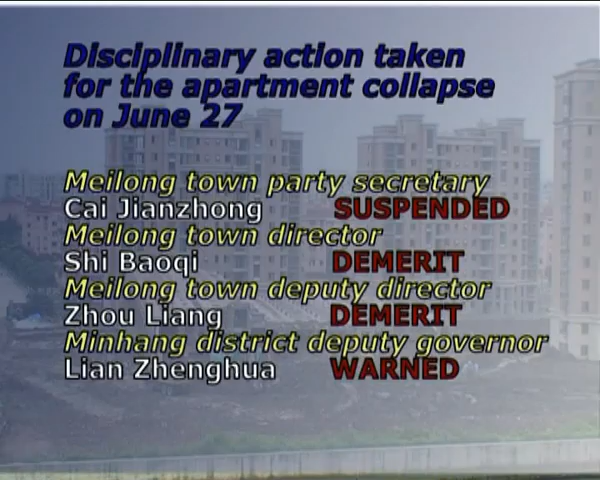 Disciplinary action taken
for the apartment collapse
on June 27
Meilong town party secretary
Cai Jianzhong SUSPENDED
Meilong town director
Shi Baoqi DEMERIT
Meilong town deputy director
Zhou Liang DEMERIT
Minhang district deputy governor
Lian Zhenghua WARNED